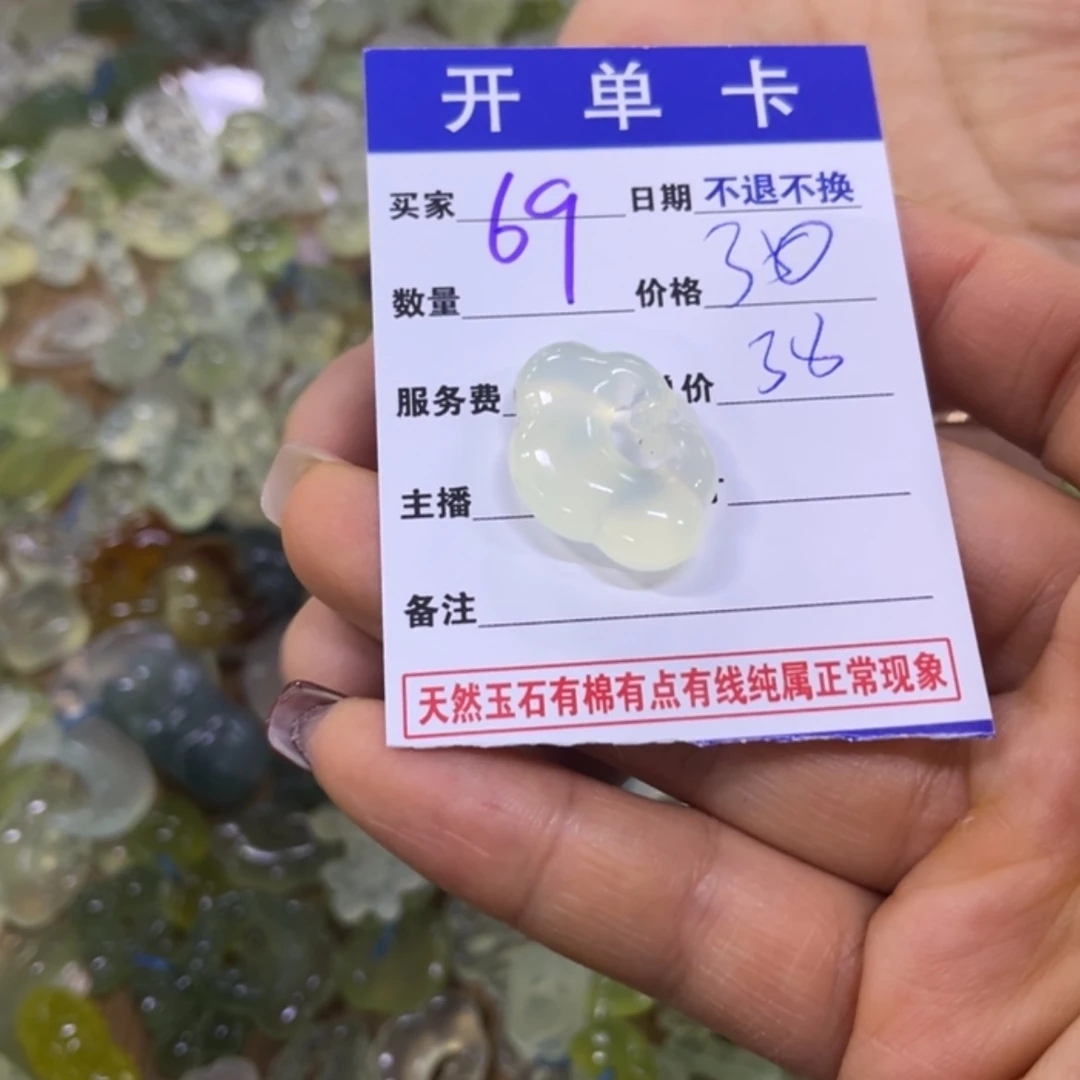 开单卡
买家 69 日期 不退不换
数量 价格 30
服务费 价 38
主播
备注
天然玉石有棉有点有线纯属正常现象